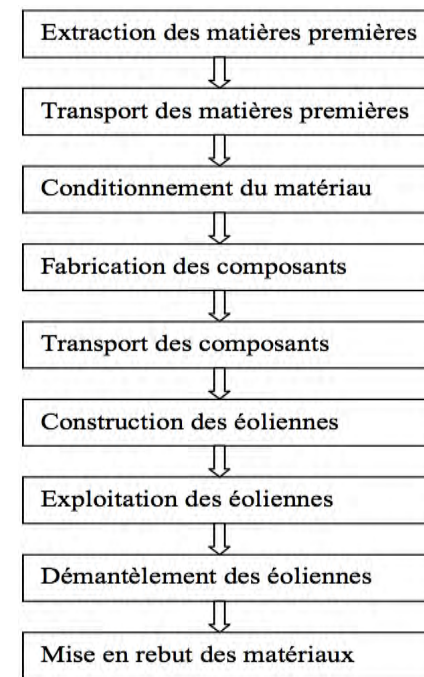 Extraction des matières premières
Transport des matières premières
Conditionnement du matériau
Fabrication des composants
Transport des composants
Construction des éoliennes
Exploitation des éoliennes
Démantèlement des éoliennes
Mise en rebut des matériaux